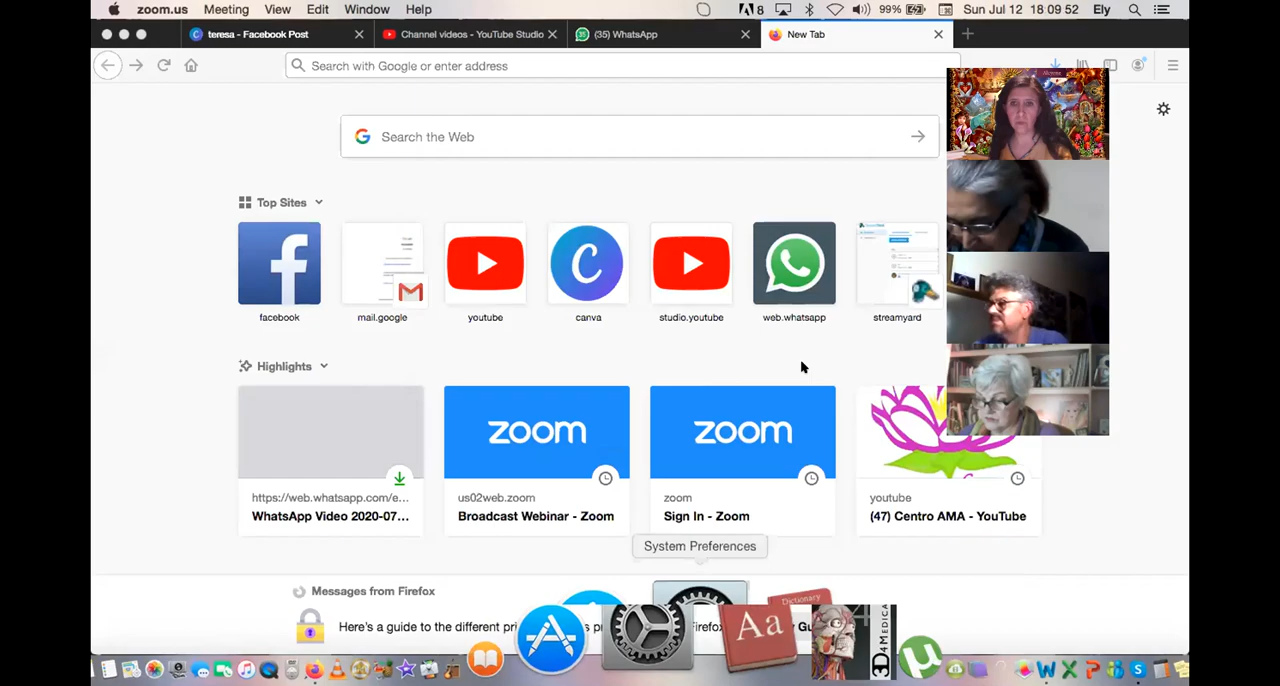 zoom.us Meeting View Edit Window Help 8 99% Sun Jul 12 18 09 52 Ely
teresa - Facebook Post Channel videos - YouTube Studio (35) WhatsApp New Tab
Search with Google or enter address
Search the Web
Top Sites
facebook mail.google youtube canva studio.youtube web.whatsapp streamyard
Highlights
zoom zoom
https://web.whatsapp.com/e... us02web.zoom zoom youtube
WhatsApp Video 2020-07... Broadcast Webinar - Zoom Sign In - Zoom (47) Centro AMA - YouTube
System Preferences
Messages from Firefox
Dictionary
Here's a guide to the different pri
Aa
3D4MEDICA